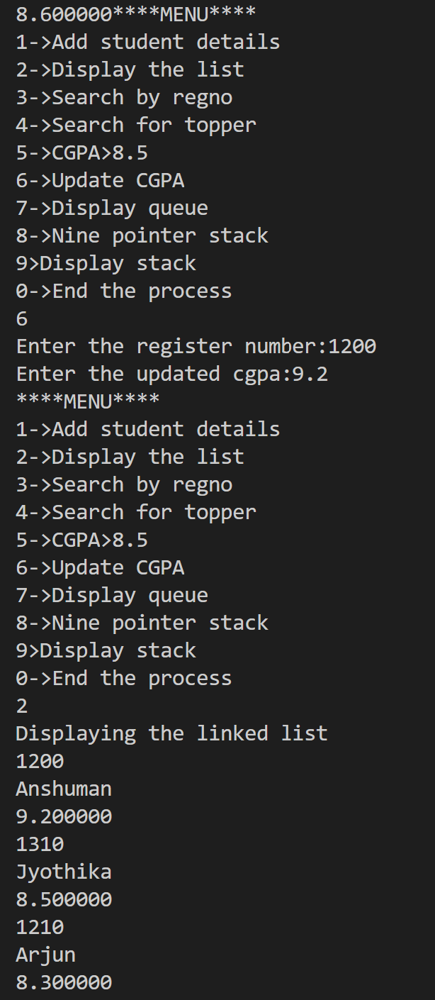 8.600000****MENU****
1->Add student details
2->Display the list
3->Search by regno
4->Search for topper
5->CGPA>8.5
6->Update CGPA
7->Display queue
8->Nine pointer stack
9>Display stack
0->End the process
6
Enter the register number:1200
Enter the updated cgpa:9.2
****MENU****
1->Add student details
2->Display the list
3->Search by regno
4->Search for topper
5->CGPA>8.5
6->Update CGPA
7->Display queue
8->Nine pointer stack
9>Display stack
0->End the process
2
Displaying the linked list
1200
Anshuman
9.200000
1310
Jyothika
8.500000
1210
Arjun
8.300000